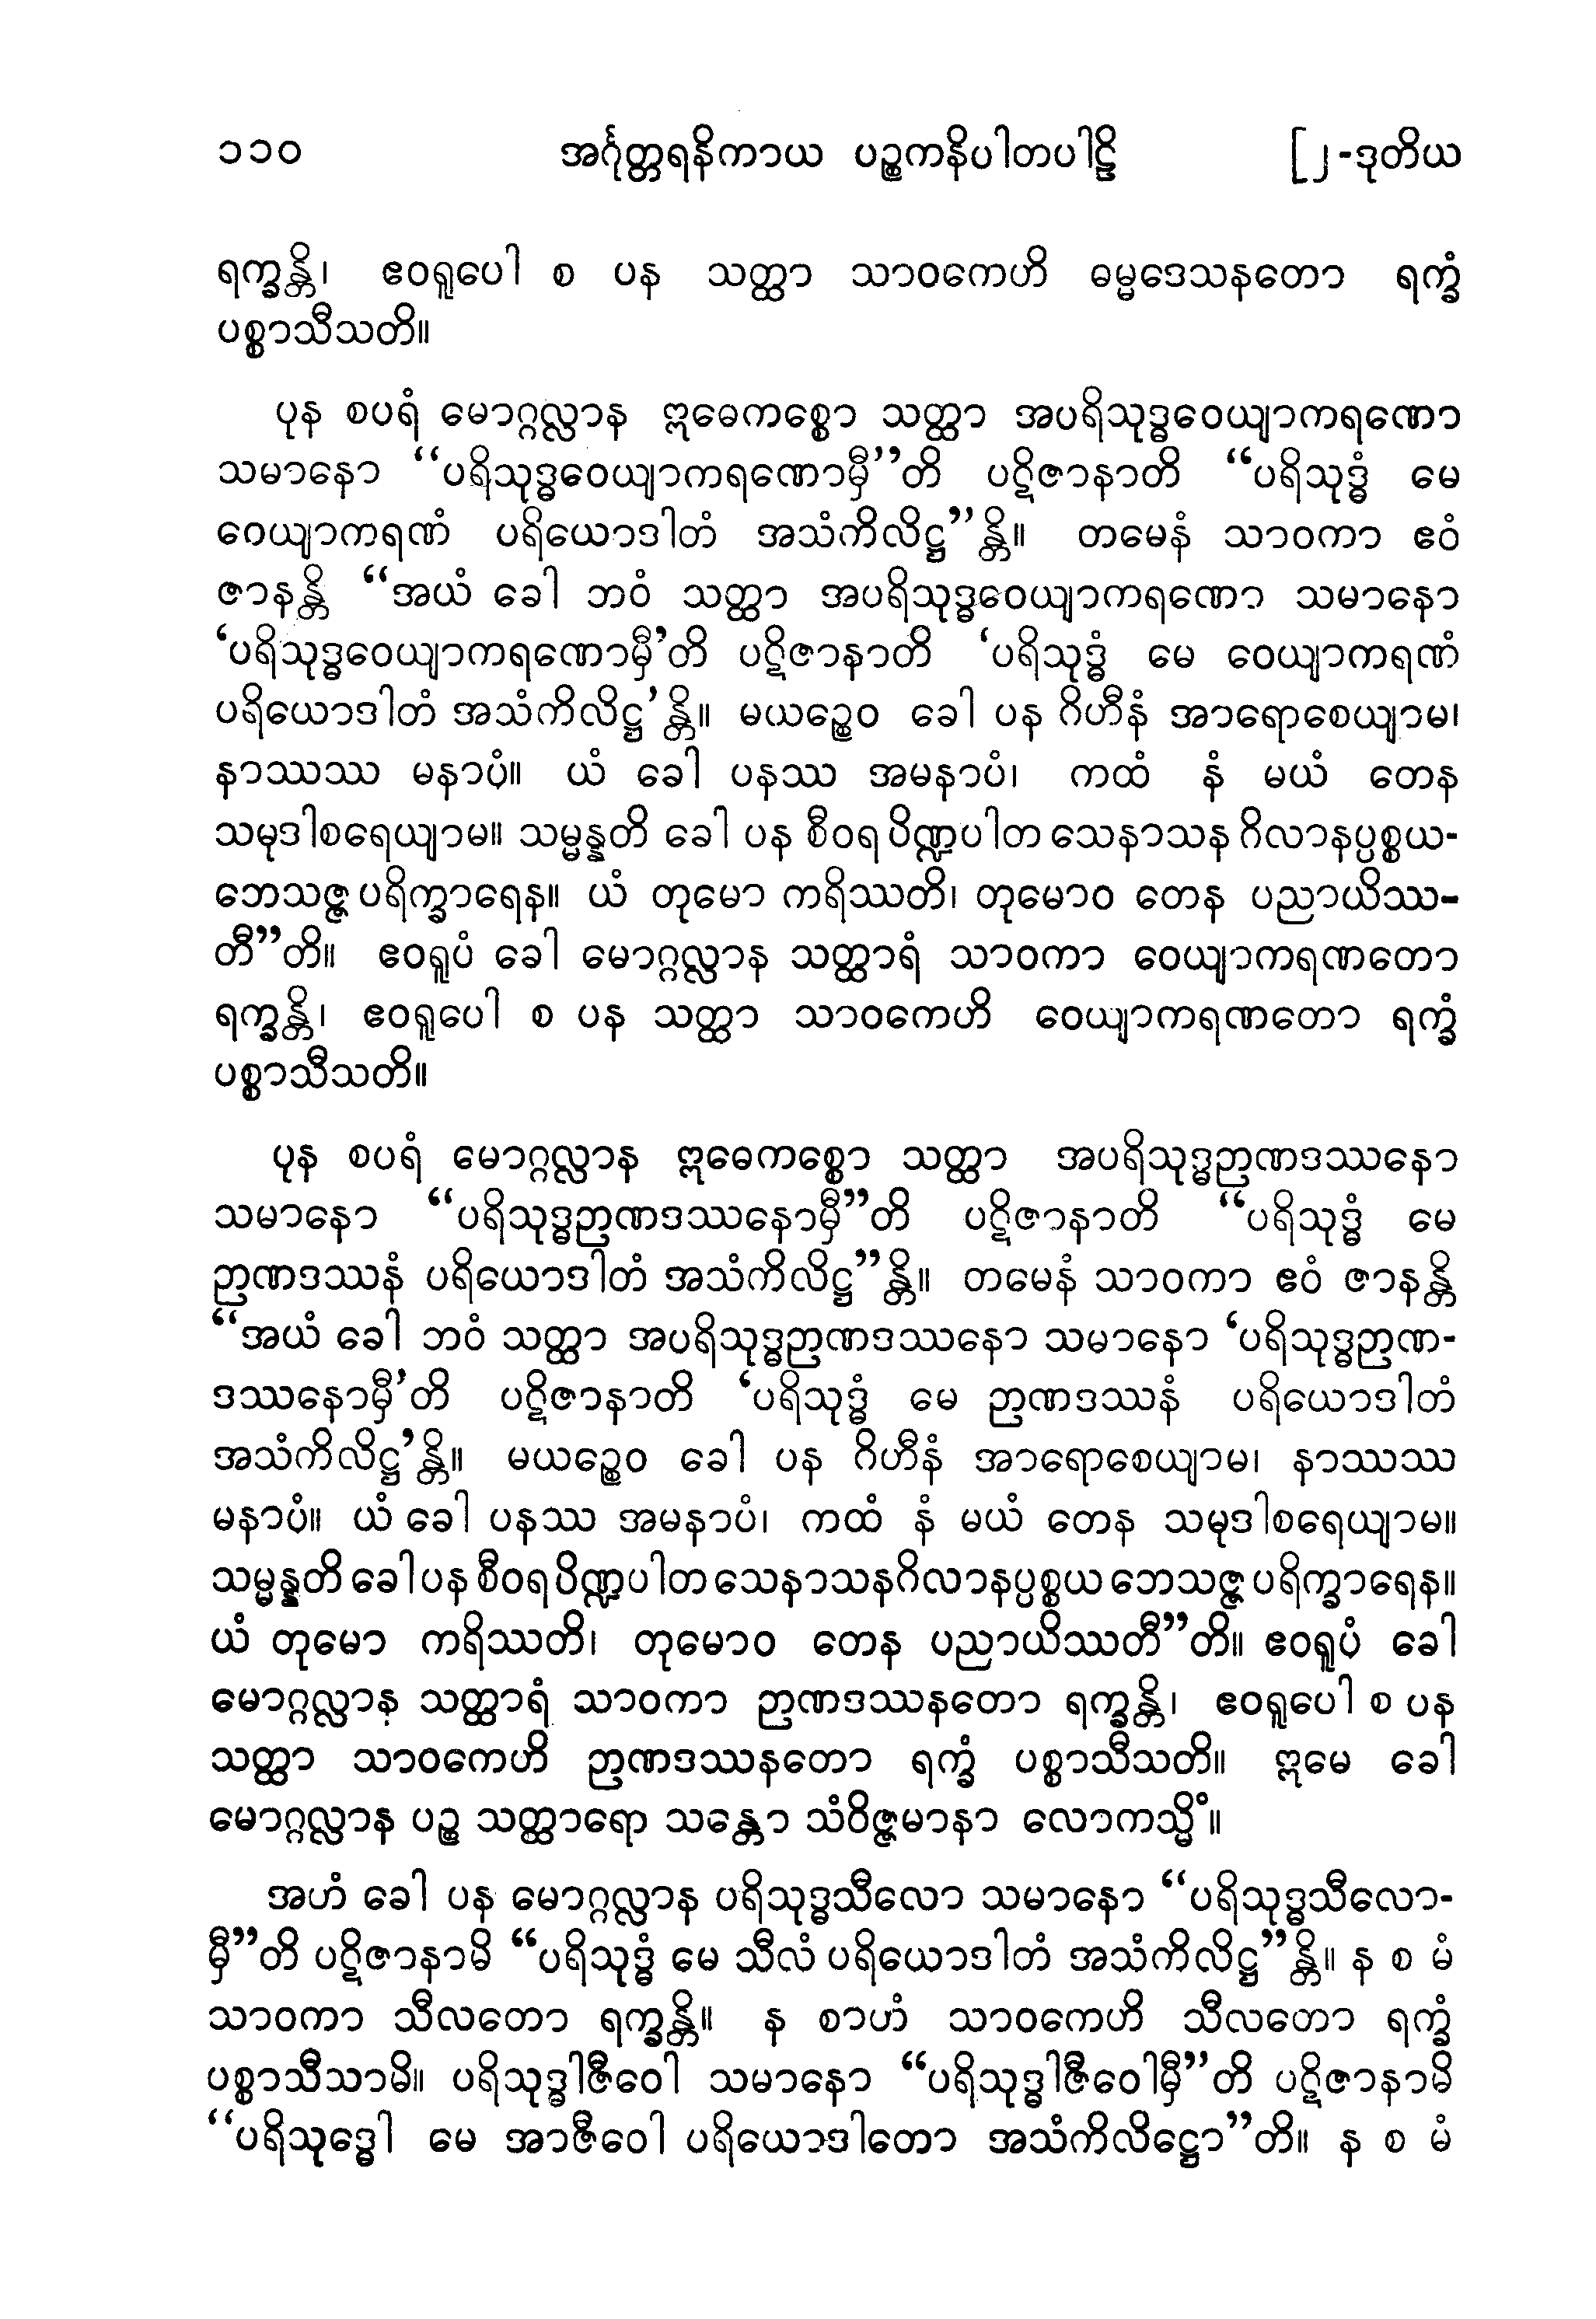 ၁၁၀ အင်္ဂုတ္တရနိကာယ ပဉ္စကနိပါတပါဠိ [၂-ဒုတိယ
ရက္ခန္တိ၊ ဧဝရူပေါ စ ပန သတ္ထာ သာဝကေဟိ ဓမ္မဒေသနတော ရက္ခံ
ပစ္စာသီသတိ။
ပုန စပရံ မောဂ္ဂလ္လာန ဣဓေကစ္စော သတ္ထာ အပရိသုဒ္ဓဝေယျာကရဏော
သမာနော “ပရိသုဒ္ဓဝေယျာကရဏောမှီ”တိ ပဋိဇာနာတိ “ပရိသုဒ္ဓံ မေ
ဝေယျာကရဏံ ပရိယောဒါတံ အသံကိလိဋ္ဌ”န္တိ။ တမေနံ သာဝကာ ဧဝံ
ဇာနန္တိ “အယံ ခေါ ဘဝံ သတ္ထာ အပရိသုဒ္ဓဝေယျာကရဏော သမာနော
‘ပရိသုဒ္ဓဝေယျာကရဏောမှီ’တိ ပဋိဇာနာတိ ‘ပရိသုဒ္ဓံ မေ ဝေယျာကရဏံ
ပရိယောဒါတံ အသံကိလိဋ္ဌ’န္တိ။ မယဉ္စေဝ ခေါ ပန ဂိဟီနံ အာရောစေယျာမ၊
နာဿဿ မနာပံ။ ယံ ခေါ ပနဿ အမနာပံ၊ ကထံ နံ မယံ တေန
သမုဒါစရေယျာမ။ သမ္မန္နတိ ခေါ ပန စီဝရ ပိဏ္ဍပါတ သေနာသန ဂိလာနပ္ပစ္စယ-
ဘေသဇ္ဇ ပရိက္ခာရေန။ ယံ တုမော ကရိဿတိ၊ တုမောဝ တေန ပညာယိဿ-
တီ”တိ။ ဧဝရူပံ ခေါ မောဂ္ဂလ္လာန သတ္ထာရံ သာဝကာ ဝေယျာကရဏတော
ရက္ခန္တိ၊ ဧဝရူပေါ စ ပန သတ္ထာ သာဝကေဟိ ဝေယျာကရဏတော ရက္ခံ
ပစ္စာသီသတိ။
ပုန စပရံ မောဂ္ဂလ္လာန ဣဓေကစ္စော သတ္ထာ အပရိသုဒ္ဓဉာဏဒဿနော
သမာနော “ပရိသုဒ္ဓဉာဏဒဿနောမှီ”တိ ပဋိဇာနာတိ “ပရိသုဒ္ဓံ မေ
ဉာဏဒဿနံ ပရိယောဒါတံ အသံကိလိဋ္ဌ”န္တိ။ တမေနံ သာဝကာ ဧဝံ ဇာနန္တိ
“အယံ ခေါ ဘဝံ သတ္ထာ အပရိသုဒ္ဓဉာဏဒဿနော သမာနော ‘ပရိသုဒ္ဓဉာဏ-
ဒဿနောမှီ’တိ ပဋိဇာနာတိ ‘ပရိသုဒ္ဓံ မေ ဉာဏဒဿနံ ပရိယောဒါတံ
အသံကိလိဋ္ဌ’န္တိ။ မယဉ္စေဝ ခေါ ပန ဂိဟီနံ အာရောစေယျာမ၊ နာဿဿ
မနာပံ။ ယံ ခေါ ပနဿ အမနာပံ၊ ကထံ နံ မယံ တေန သမုဒါစရေယျာမ။
သမ္မန္နတိ ခေါ ပန စီဝရ ပိဏ္ဍပါတ သေနာသန ဂိလာနပ္ပစ္စယ ဘေသဇ္ဇ ပရိက္ခာရေန။
ယံ တုမော ကရိဿတိ၊ တုမောဝ တေန ပညာယိဿတီ”တိ။ ဧဝရူပံ ခေါ
မောဂ္ဂလ္လာန သတ္ထာရံ သာဝကာ ဉာဏဒဿနတော ရက္ခန္တိ၊ ဧဝရူပေါ စ ပန
သတ္ထာ သာဝကေဟိ ဉာဏဒဿနတော ရက္ခံ ပစ္စာသီသတိ။ ဣမေ ခေါ
မောဂ္ဂလ္လာန ပဉ္စ သတ္ထာရော သန္တော သံဝိဇ္ဇမာနာ လောကသ္မိံ။
အဟံ ခေါ ပန မောဂ္ဂလ္လာန ပရိသုဒ္ဓသီလော သမာနော “ပရိသုဒ္ဓသီလော-
မှီ”တိ ပဋိဇာနာမိ “ပရိသုဒ္ဓံ မေ သီလံ ပရိယောဒါတံ အသံကိလိဋ္ဌ”န္တိ။ န စ မံ
သာဝကာ သီလတော ရက္ခန္တိ။ န စာဟံ သာဝကေဟိ သီလတော ရက္ခံ
ပစ္စာသီသာမိ။ ပရိသုဒ္ဓါဇီဝေါ သမာနော “ပရိသုဒ္ဓါဇီဝေါမှီ”တိ ပဋိဇာနာမိ
“ပရိသုဒ္ဓေါ မေ အာဇီဝေါ ပရိယောဒါတော အသံကိလိဋ္ဌော”တိ။ န စ မံ